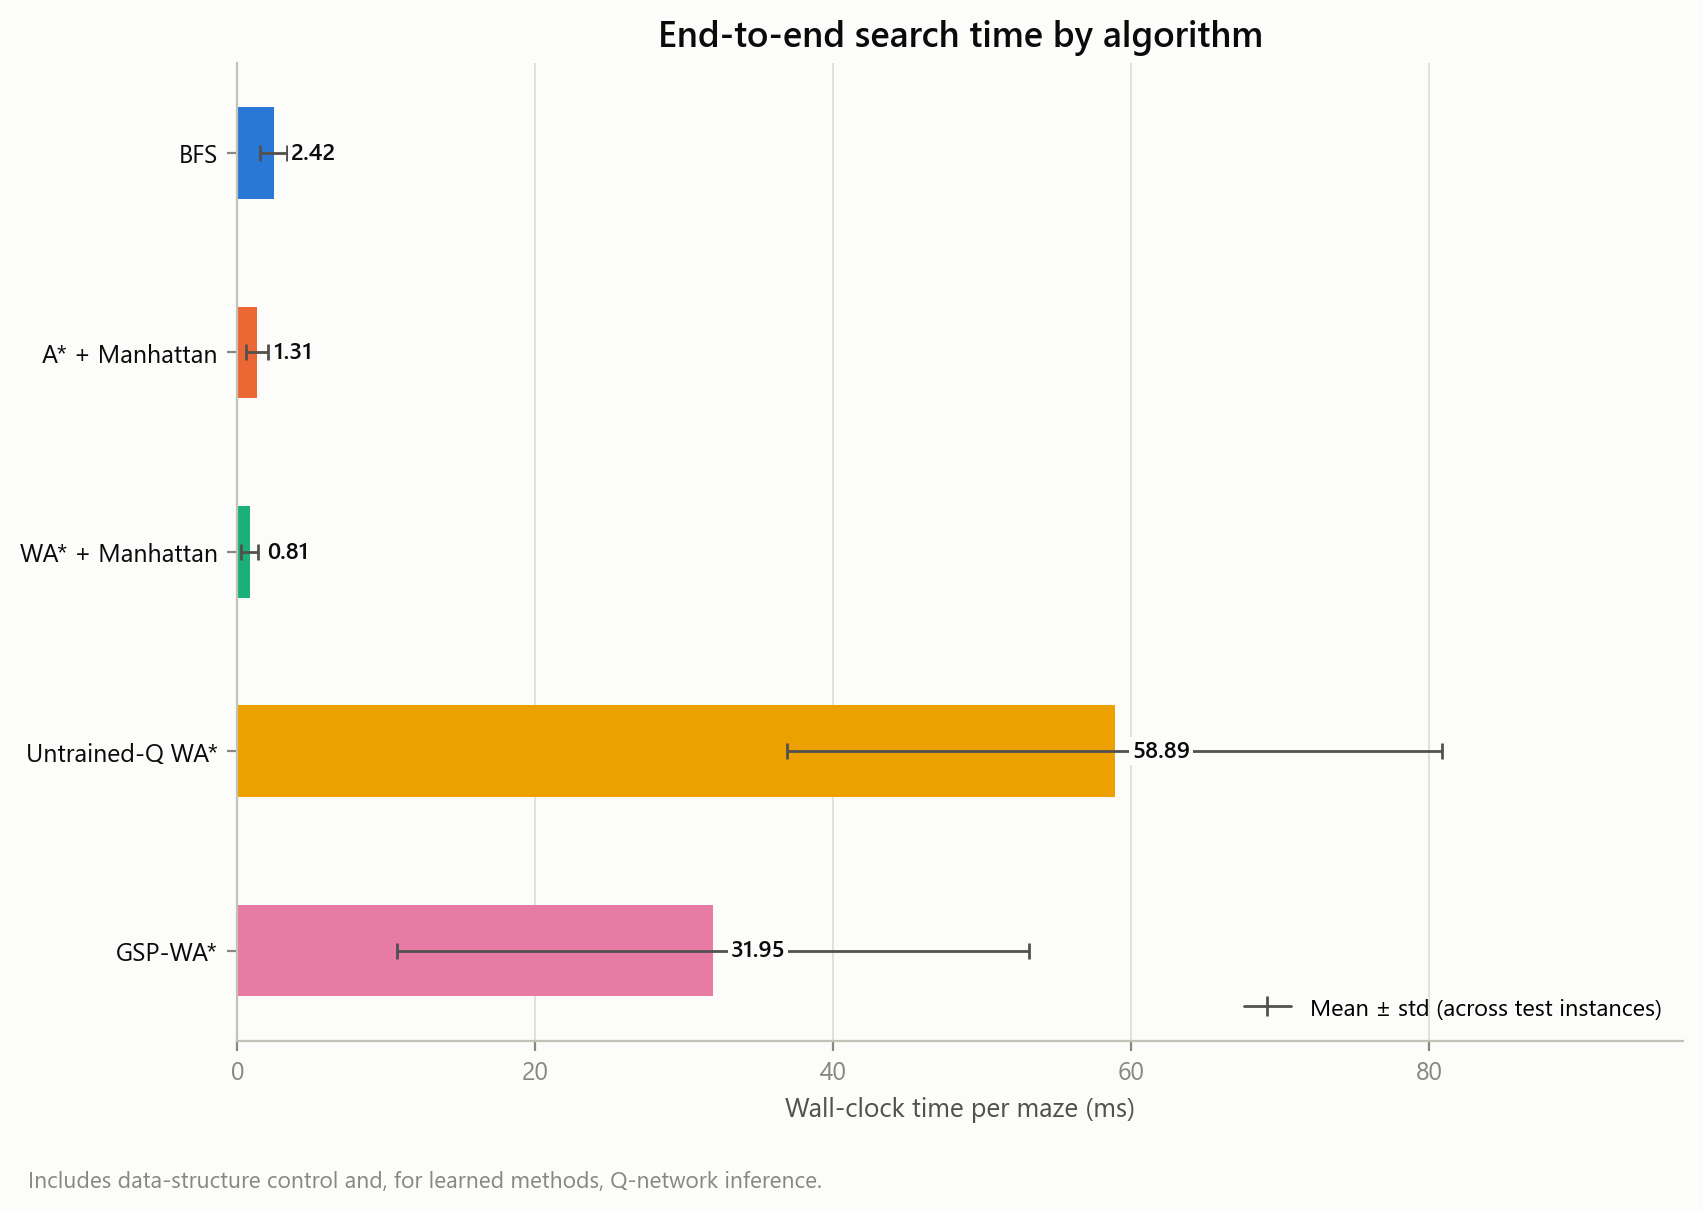 End-to-end search time by algorithm
BFS
2.42
A* + Manhattan
1.31
WA* + Manhattan
0.81
Untrained-Q WA*
58.89
GSP-WA*
31.95
Mean ± std (across test instances)
0 20 40 60 80
Wall-clock time per maze (ms)
Includes data-structure control and, for learned methods, Q-network inference.